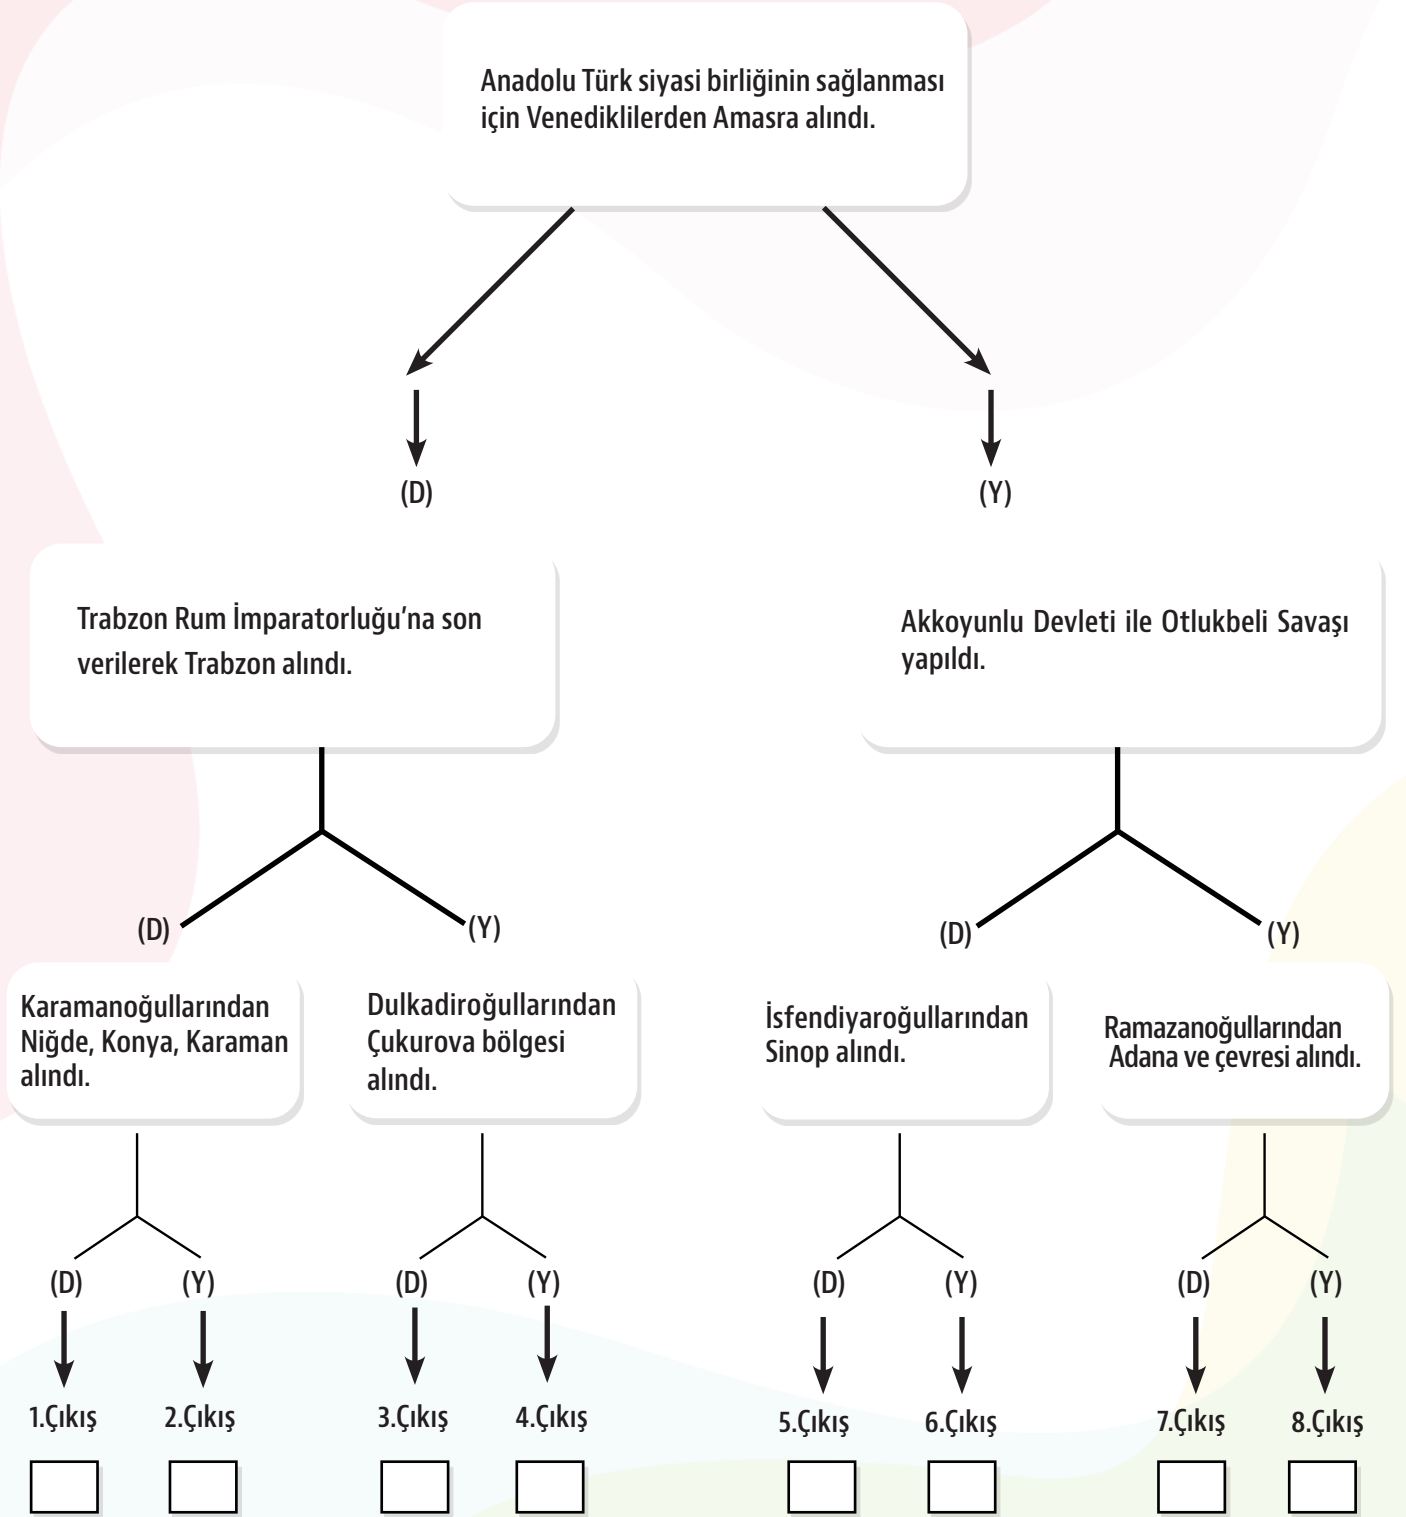 Anadolu Türk siyasi birliğinin sağlanması
için Venediklilerden Amasra alındı.
(D)
(Y)
Trabzon Rum İmparatorluğu'na son
verilerek Trabzon alındı.
Akkoyunlu Devleti ile Otlukbeli Savaşı
yapıldı.
(D)
(Y)
(D)
(Y)
Karamanoğullarından
Niğde, Konya, Karaman
alındı.
Dulkadiroğullarından
Çukurova bölgesi
alındı.
İsfendiyaroğullarından
Sinop alındı.
Ramazanoğullarından
Adana ve çevresi alındı.
(D)
(Y)
(D)
(Y)
(D)
(Y)
(D)
(Y)
1.Çıkış
2.Çıkış
3.Çıkış
4.Çıkış
5.Çıkış
6.Çıkış
7.Çıkış
8.Çıkış